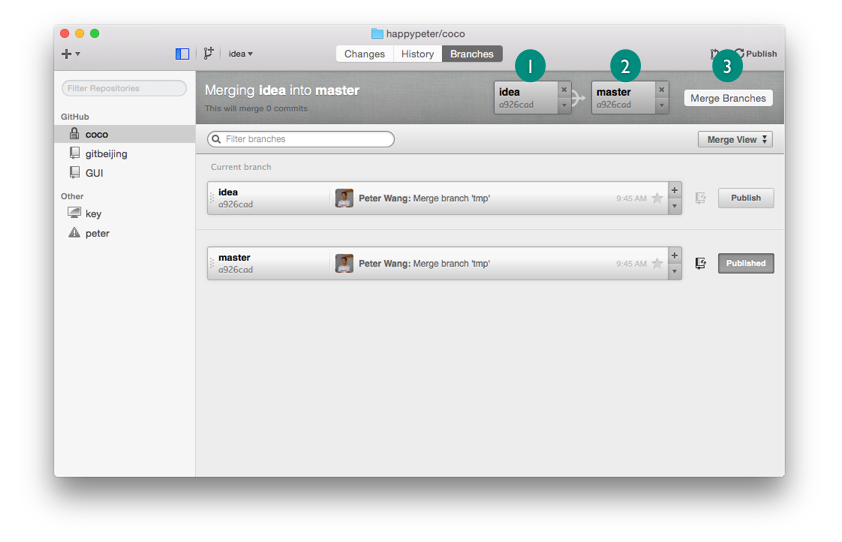 happypeter/coco
idea
Changes
History
Branches
Publish
1
2
3
Filter Repositories
GitHub
coco
gitbeijing
GUI
Other
key
peter
Merging idea into master
This will merge 0 commits
idea
a926cad
master
a926cad
Merge Branches
Filter branches
Merge View
Current branch
idea
a926cad
Peter Wang: Merge branch 'tmp'
9:45 AM
Publish
master
a926cad
Peter Wang: Merge branch 'tmp'
9:45 AM
Published